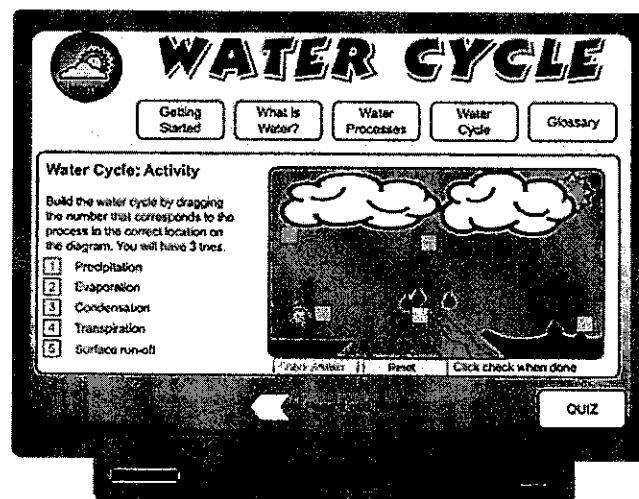 WATER CYCLE
Getting Started
What is Water?
Water Processes
Water Cycle
Glossary
Water Cycle: Activity
Build the water cycle by dragging
the number that corresponds to the
process in the correct location on
the diagram. You will have 3 tries.
1 Precipitation
2 Evaporation
3 Condensation
4 Transpiration
5 Surface run-off
Reset
Click check when done
QUIZ